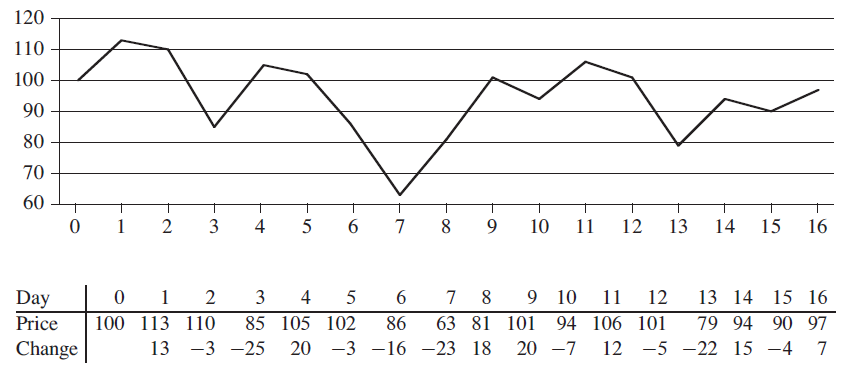 120
110
100
90
80
70
60
0 1 2 3 4 5 6 7 8 9 10 11 12 13 14 15 16
Day 0 1 2 3 4 5 6 7 8 9 10 11 12 13 14 15 16
Price 100 113 110 85 105 102 86 63 81 101 94 106 101 79 94 90 97
Change 13 −3 −25 20 −3 −16 −23 18 20 −7 12 −5 −22 15 −4 7